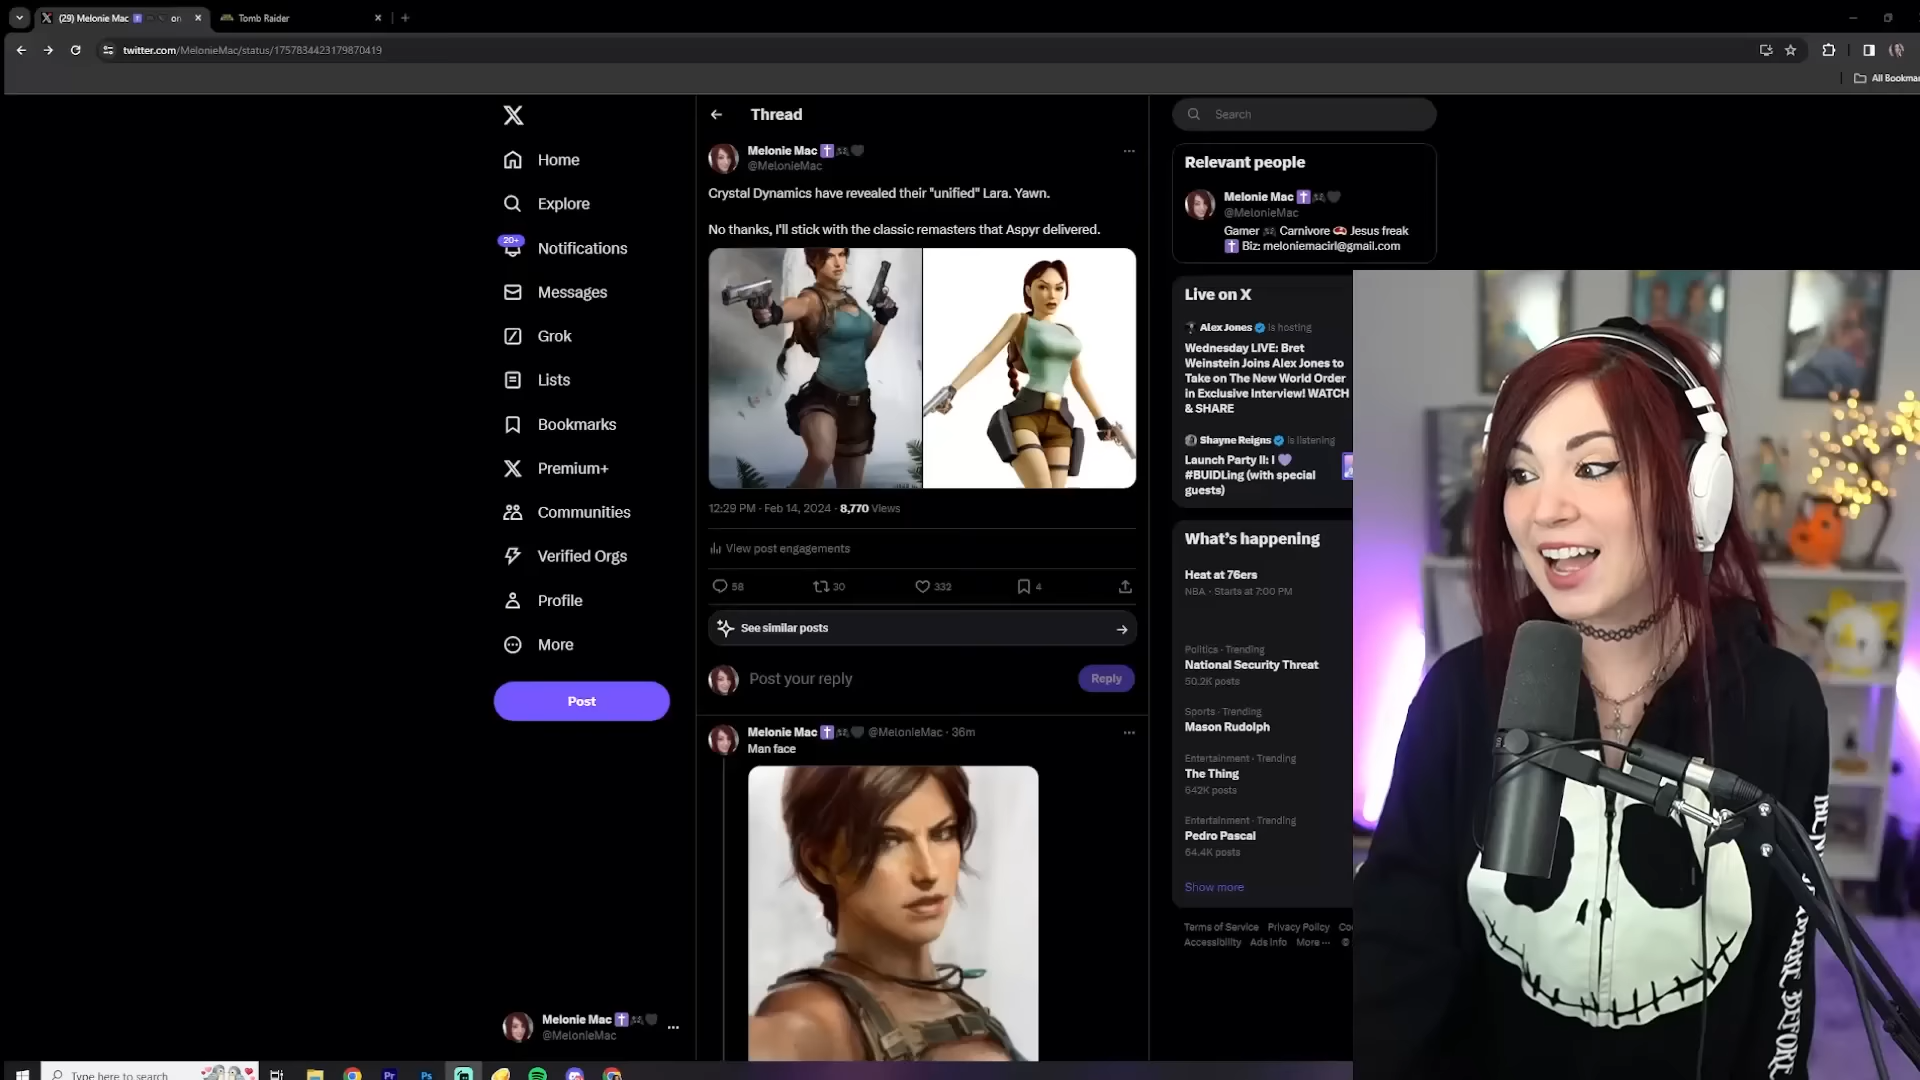 (29) Melonie Mac
on
Tomb Raider
twitter.com/MelonieMac/status/1757834423179870419
All Bookmar
Home
Explore
20+
Notifications
Messages
Grok
Lists
Bookmarks
Premium+
Communities
Verified Orgs
Profile
More
Post
Melonie Mac
@MelonieMac
Thread
Melonie Mac
@MelonieMac
Crystal Dynamics have revealed their "unified" Lara. Yawn.
No thanks, I'll stick with the classic remasters that Aspyr delivered.
12:29 PM · Feb 14, 2024 · 8,770 Views
View post engagements
58
30
332
4
See similar posts
Post your reply
Reply
Melonie Mac @MelonieMac · 36m
Man face
Search
Relevant people
Melonie Mac
@MelonieMac
Gamer Carnivore Jesus freak
Biz: meloniemacirl@gmail.com
Live on X
Alex Jones is hosting
Wednesday LIVE: Bret
Weinstein Joins Alex Jones to
Take on The New World Order
in Exclusive Interview! WATCH
& SHARE
Shayne Reigns is listening
Launch Party II: I
#BUIDLing (with special
guests)
What's happening
Heat at 76ers
NBA · Starts at 7:00 PM
Politics · Trending
National Security Threat
50.2K posts
Sports · Trending
Mason Rudolph
Entertainment · Trending
The Thing
642K posts
Entertainment · Trending
Pedro Pascal
64.4K posts
Show more
Terms of Service Privacy Policy Co
Accessibility Ads info More ··· ©
Type here to search
Pr
Ps